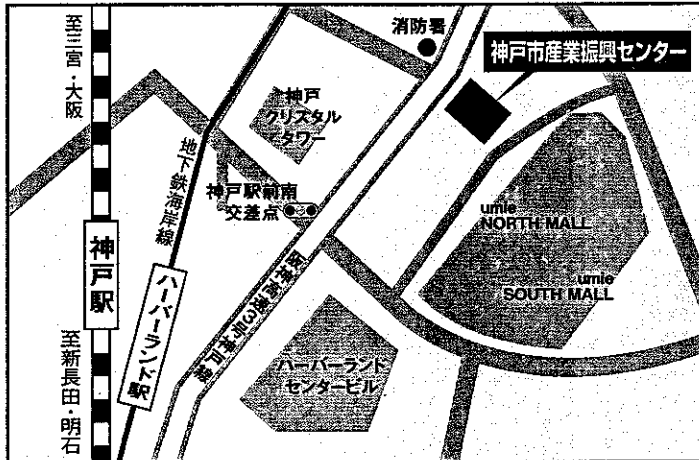 至三宮・大阪
神戸駅
至新長田・明石
地下鉄海岸線
ハーバーランド駅
消防署
神戸市産業振興センター
神戸
クリスタル
タワー
神戸駅前南
交差点
阪神高速3号神戸線
umie
NORTH MALL
umie
SOUTH MALL
ハーバーランド
センタービル